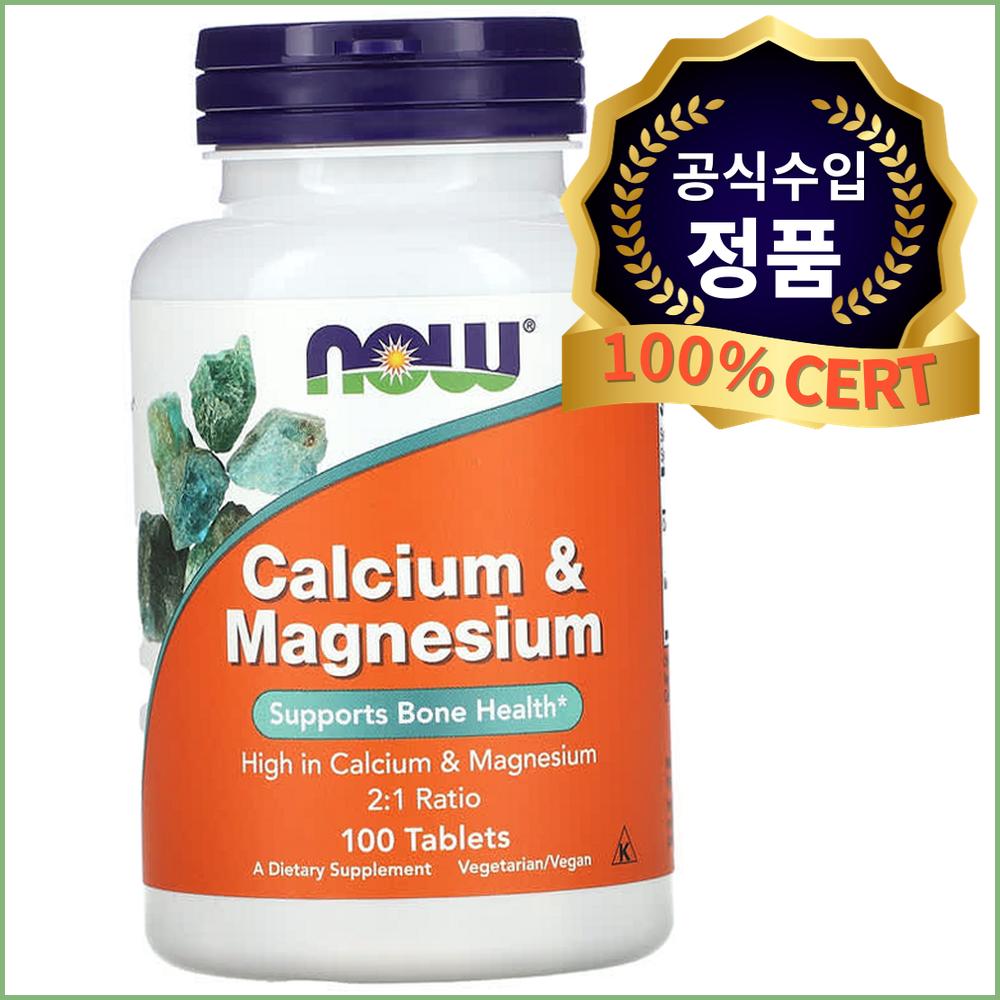 공식수입
정품
100% CERT
NOW®
Calcium &
Magnesium
Supports Bone Health*
High in Calcium & Magnesium
2:1 Ratio
100 Tablets
A Dietary Supplement Vegetarian/Vegan
K